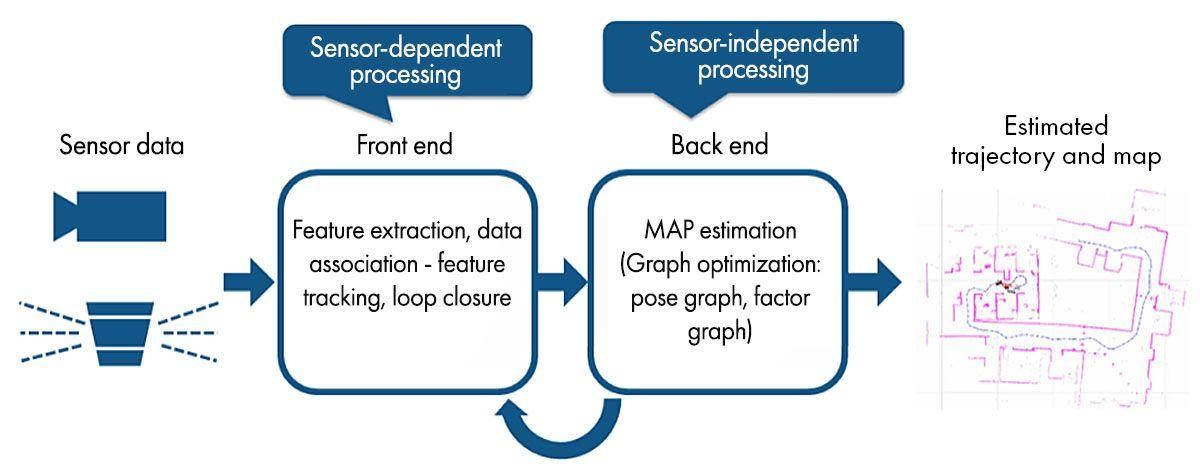 Sensor-dependent
processing
Sensor-independent
processing
Sensor data
Front end
Back end
Estimated
trajectory and map
Feature extraction, data
association - feature
tracking, loop closure
MAP estimation
(Graph optimization:
pose graph, factor
graph)